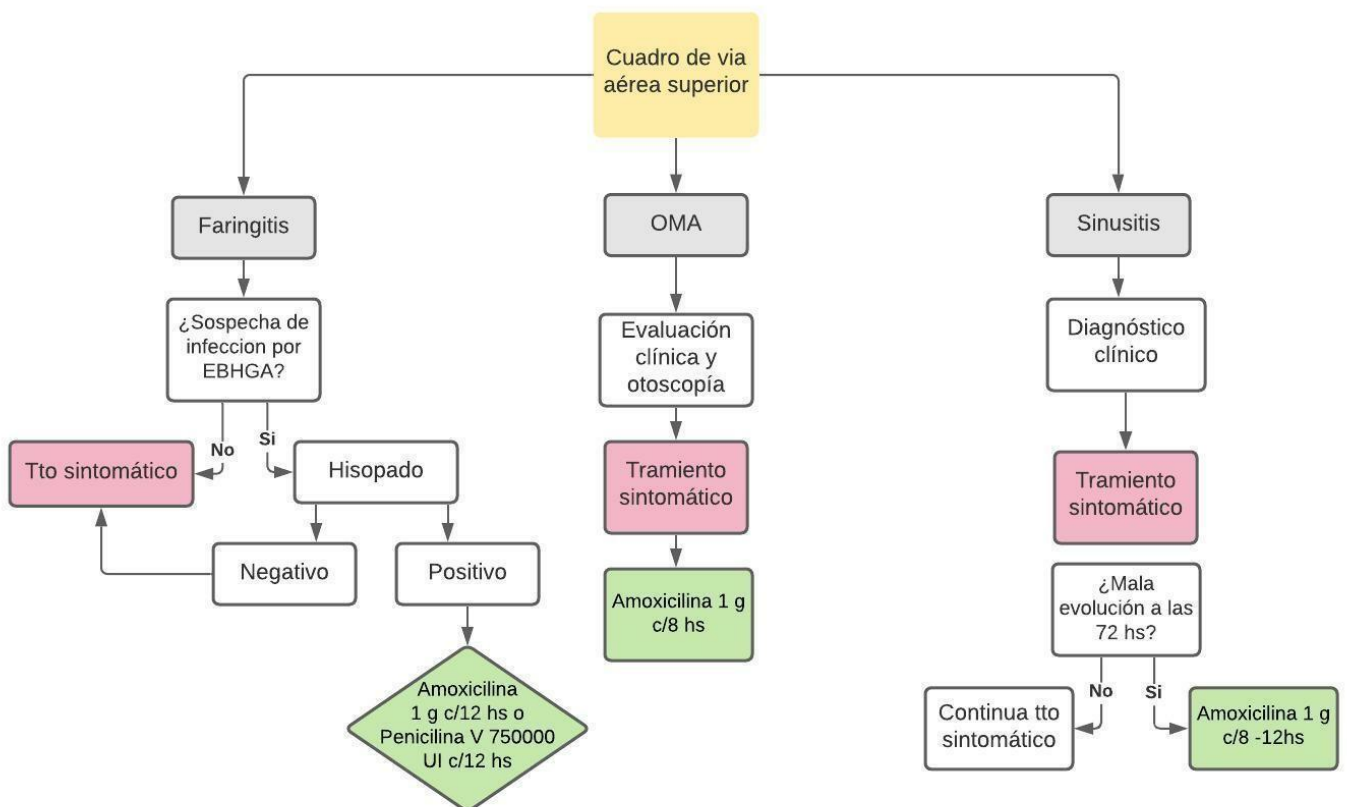 Cuadro de via
aérea superior
Faringitis
OMA
Sinusitis
¿Sospecha de
infeccion por
EBHGA?
Evaluación
clínica y
otoscopía
Diagnóstico
clínico
No
Si
Tto sintomático
Hisopado
Tramiento
sintomático
Tramiento
sintomático
Negativo
Positivo
Amoxicilina 1 g
c/8 hs
¿Mala
evolución a las
72 hs?
No
Si
Amoxicilina
1 g c/12 hs o
Penicilina V 750000
UI c/12 hs
Continua tto
sintomático
Amoxicilina 1 g
c/8 -12hs